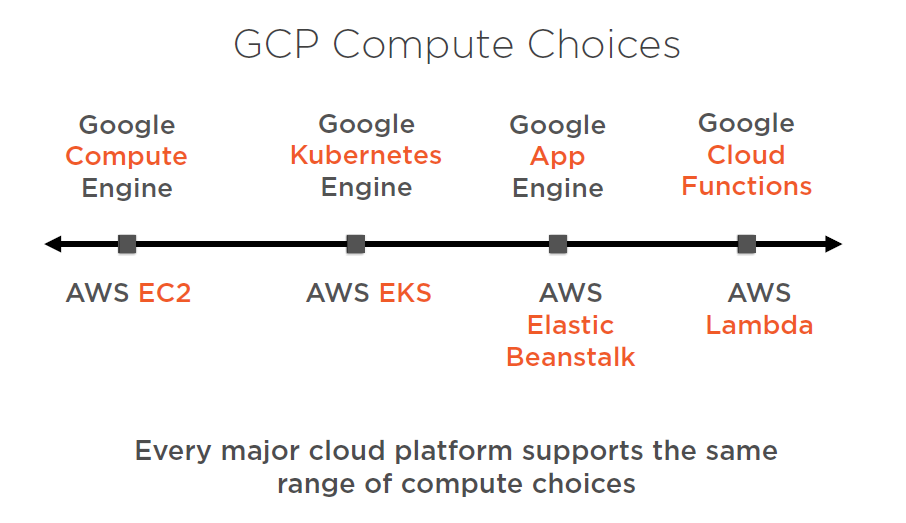 GCP Compute Choices
Google
Compute
Engine
Google
Kubernetes
Engine
Google
App
Engine
Google
Cloud
Functions
AWS EC2
AWS EKS
AWS
Elastic
Beanstalk
AWS
Lambda
Every major cloud platform supports the same
range of compute choices